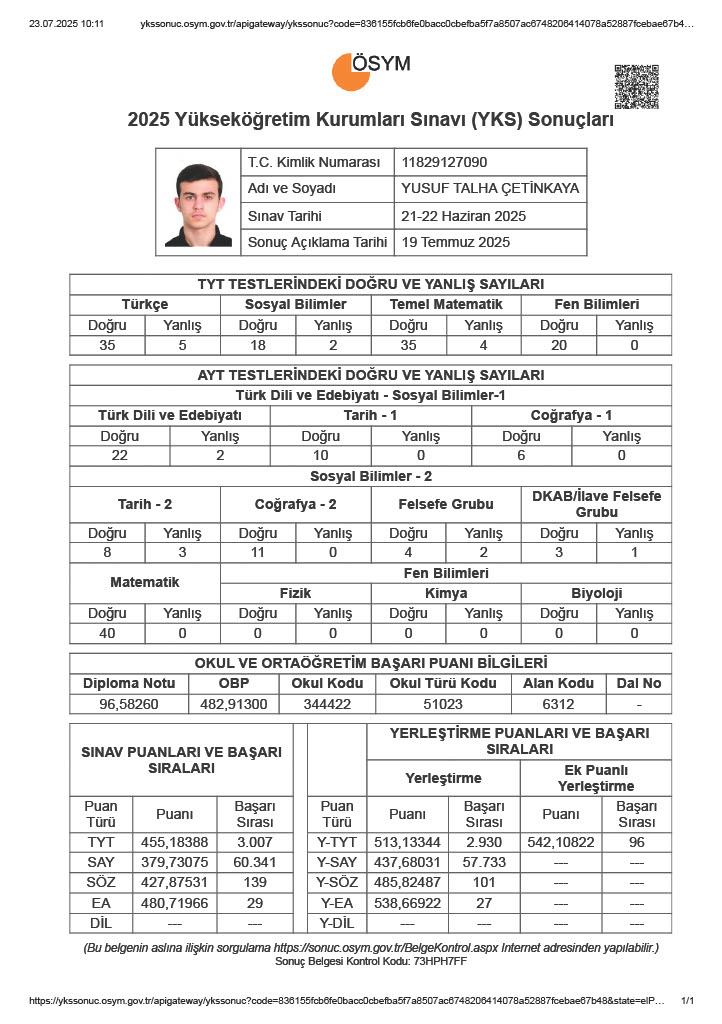 23.07.2025 10:11 ykssonuc.osym.gov.tr/apigateway/ykssonuc?code=836155fcb6fe0bacc0cbefba5f7a8507ac6748206414078a52887fcebae67b4…
ÖSYM
2025 Yükseköğretim Kurumları Sınavı (YKS) Sonuçları
T.C. Kimlik Numarası 11829127090
Adı ve Soyadı YUSUF TALHA ÇETİNKAYA
Sınav Tarihi 21-22 Haziran 2025
Sonuç Açıklama Tarihi 19 Temmuz 2025
TYT TESTLERİNDEKİ DOĞRU VE YANLIŞ SAYILARI
Türkçe Sosyal Bilimler Temel Matematik Fen Bilimleri
Doğru Yanlış Doğru Yanlış Doğru Yanlış Doğru Yanlış
35 5 18 2 35 4 20 0
AYT TESTLERİNDEKİ DOĞRU VE YANLIŞ SAYILARI
Türk Dili ve Edebiyatı - Sosyal Bilimler-1
Türk Dili ve Edebiyatı Tarih - 1 Coğrafya - 1
Doğru Yanlış Doğru Yanlış Doğru Yanlış
22 2 10 0 6 0
Sosyal Bilimler - 2
Tarih - 2 Coğrafya - 2 Felsefe Grubu DKAB/İlave Felsefe Grubu
Doğru Yanlış Doğru Yanlış Doğru Yanlış Doğru Yanlış
8 3 11 0 4 2 3 1
Matematik Fen Bilimleri
Fizik Kimya Biyoloji
Doğru Yanlış Doğru Yanlış Doğru Yanlış Doğru Yanlış
40 0 0 0 0 0 0 0
OKUL VE ORTAÖĞRETİM BAŞARI PUANI BİLGİLERİ
Diploma Notu OBP Okul Kodu Okul Türü Kodu Alan Kodu Dal No
96,58260 482,91300 344422 51023 6312 -
SINAV PUANLARI VE BAŞARI SIRALARI
YERLEŞTİRME PUANLARI VE BAŞARI SIRALARI
Yerleştirme Ek Puanlı Yerleştirme
Puan Türü Puanı Başarı Sırası Puan Türü Puanı Başarı Sırası Puanı Başarı Sırası
TYT 455,18388 3.007 Y-TYT 513,13344 2.930 542,10822 96
SAY 379,73075 60.341 Y-SAY 437,68031 57.733 --- ---
SÖZ 427,87531 139 Y-SÖZ 485,82487 101 --- ---
EA 480,71966 29 Y-EA 538,66922 27 --- ---
DİL --- --- Y-DİL --- --- --- ---
(Bu belgenin aslına ilişkin sorgulama https://sonuc.osym.gov.tr/BelgeKontrol.aspx Internet adresinden yapılabilir.)
Sonuç Belgesi Kontrol Kodu: 73HPH7FF
https://ykssonuc.osym.gov.tr/apigateway/ykssonuc?code=836155fcb6fe0bacc0cbefba5f7a8507ac6748206414078a52887fcebae67b48&state=eIP… 1/1